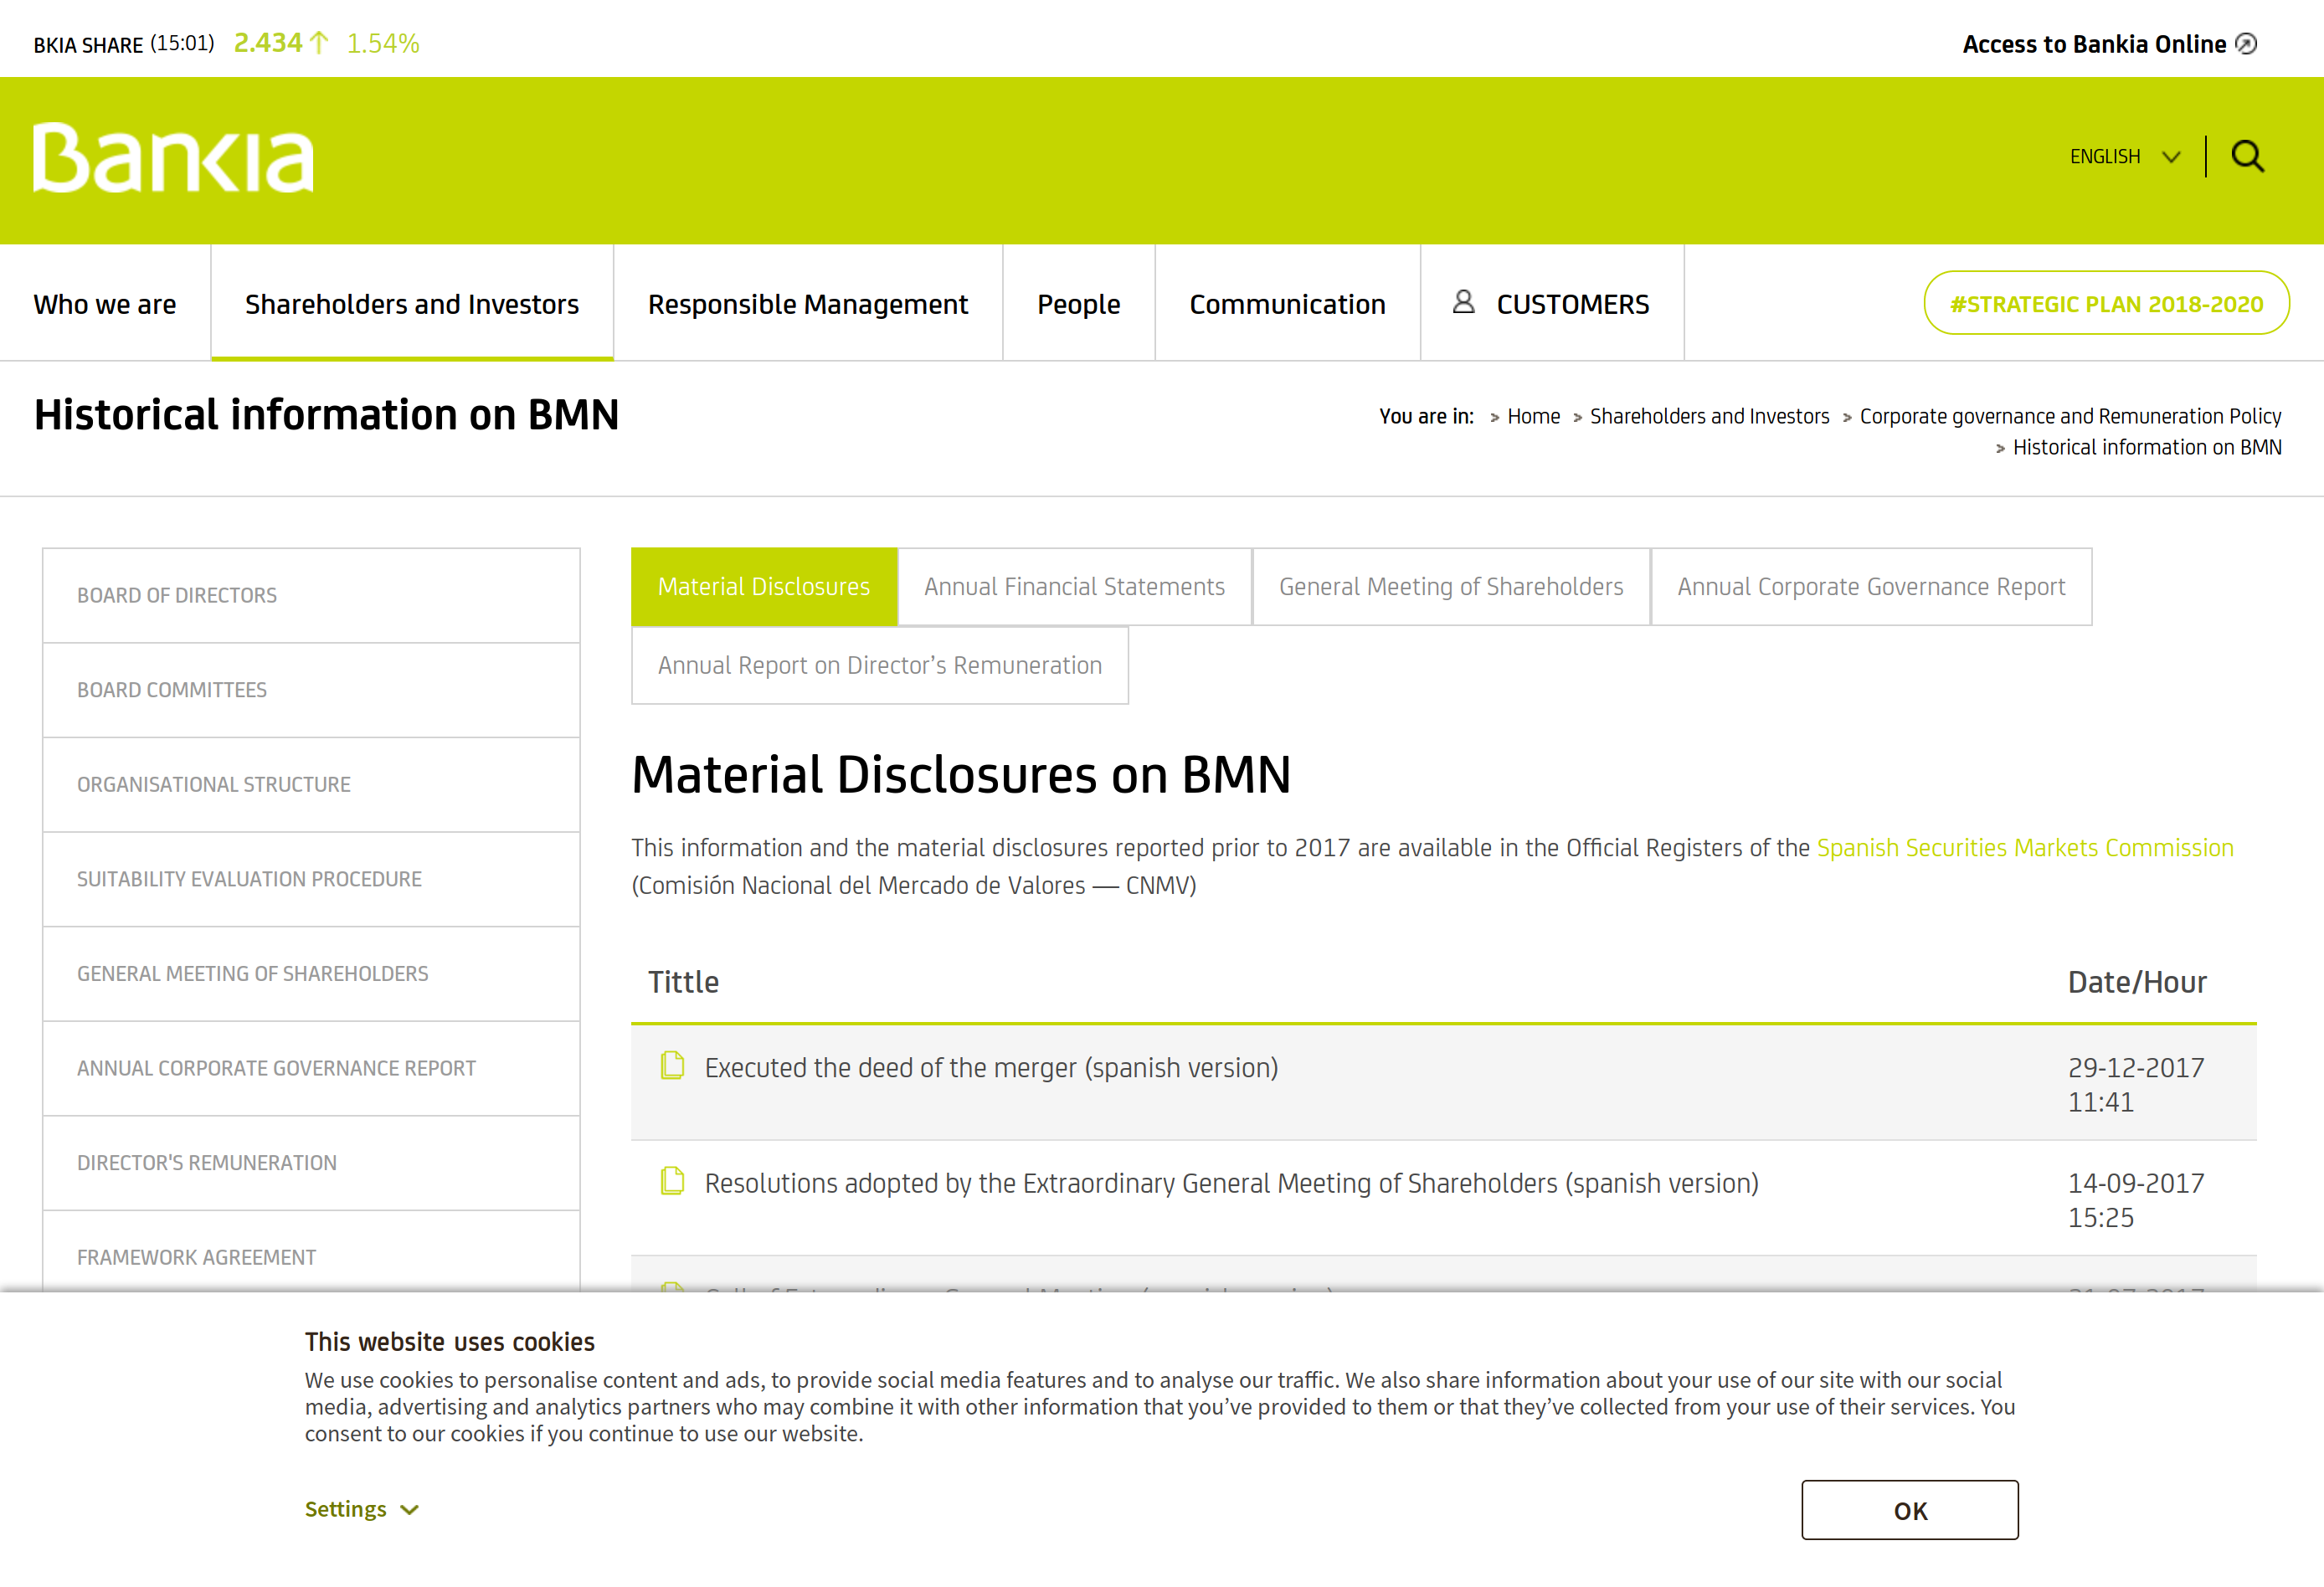 BKIA SHARE (15:01) 2.434 1.54%
Access to Bankia Online
Bankia
ENGLISH
Who we are
Shareholders and Investors
Responsible Management
People
Communication
CUSTOMERS
#STRATEGIC PLAN 2018-2020
Historical information on BMN
You are in: > Home > Shareholders and Investors > Corporate governance and Remuneration Policy
> Historical information on BMN
BOARD OF DIRECTORS
BOARD COMMITTEES
ORGANISATIONAL STRUCTURE
SUITABILITY EVALUATION PROCEDURE
GENERAL MEETING OF SHAREHOLDERS
ANNUAL CORPORATE GOVERNANCE REPORT
DIRECTOR'S REMUNERATION
FRAMEWORK AGREEMENT
Material Disclosures
Annual Financial Statements
General Meeting of Shareholders
Annual Corporate Governance Report
Annual Report on Director’s Remuneration
Material Disclosures on BMN
This information and the material disclosures reported prior to 2017 are available in the Official Registers of the Spanish Securities Markets Commission
(Comisión Nacional del Mercado de Valores — CNMV)
Tittle
Date/Hour
Executed the deed of the merger (spanish version)
29-12-2017
11:41
Resolutions adopted by the Extraordinary General Meeting of Shareholders (spanish version)
14-09-2017
15:25
This website uses cookies
We use cookies to personalise content and ads, to provide social media features and to analyse our traffic. We also share information about your use of our site with our social
media, advertising and analytics partners who may combine it with other information that you’ve provided to them or that they’ve collected from your use of their services. You
consent to our cookies if you continue to use our website.
Settings
OK